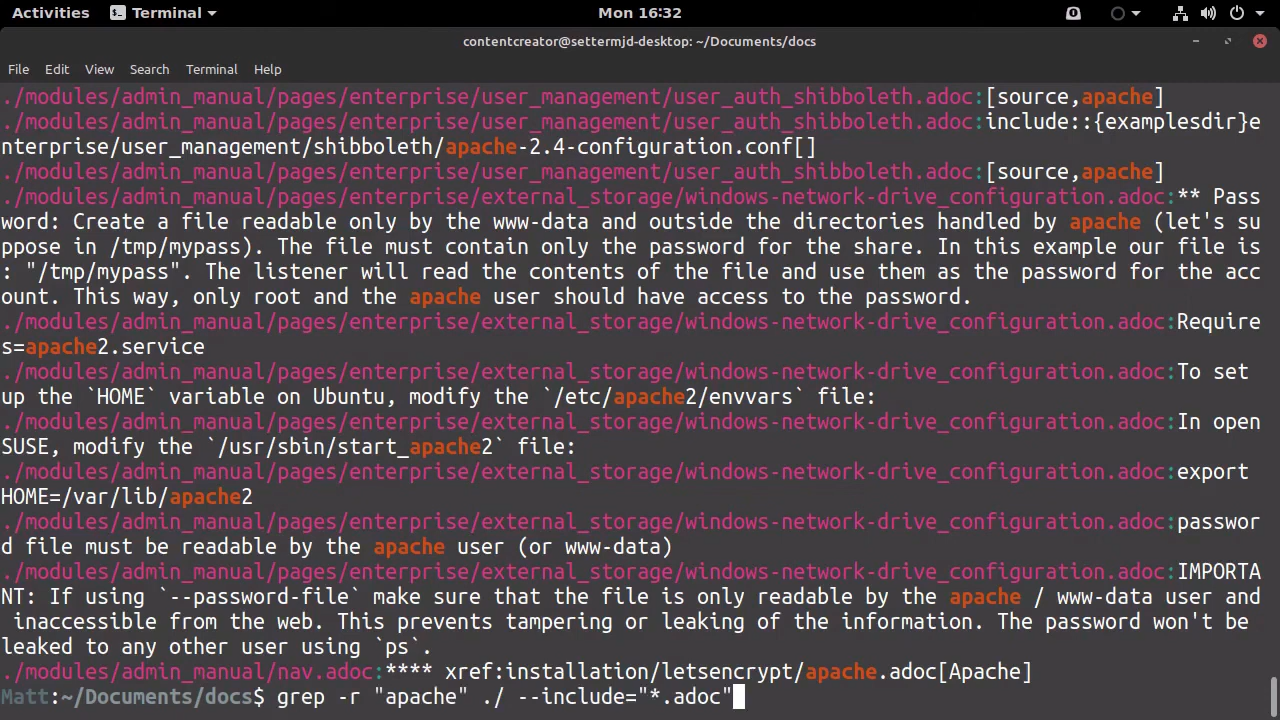 Activities Terminal Mon 16:32
contentcreator@settermjd-desktop: ~/Documents/docs
File Edit View Search Terminal Help
./modules/admin_manual/pages/enterprise/user_management/user_auth_shibboleth.adoc:[source,apache]
./modules/admin_manual/pages/enterprise/user_management/user_auth_shibboleth.adoc:include::{examplesdir}e
nterprise/user_management/shibboleth/apache-2.4-configuration.conf[]
./modules/admin_manual/pages/enterprise/user_management/user_auth_shibboleth.adoc:[source,apache]
./modules/admin_manual/pages/enterprise/external_storage/windows-network-drive_configuration.adoc:** Pass
word: Create a file readable only by the www-data and outside the directories handled by apache (let's su
ppose in /tmp/mypass). The file must contain only the password for the share. In this example our file is
: "/tmp/mypass". The listener will read the contents of the file and use them as the password for the acc
ount. This way, only root and the apache user should have access to the password.
./modules/admin_manual/pages/enterprise/external_storage/windows-network-drive_configuration.adoc:Require
s=apache2.service
./modules/admin_manual/pages/enterprise/external_storage/windows-network-drive_configuration.adoc:To set
up the `HOME` variable on Ubuntu, modify the `/etc/apache2/envvars` file:
./modules/admin_manual/pages/enterprise/external_storage/windows-network-drive_configuration.adoc:In open
SUSE, modify the `/usr/sbin/start_apache2` file:
./modules/admin_manual/pages/enterprise/external_storage/windows-network-drive_configuration.adoc:export
HOME=/var/lib/apache2
./modules/admin_manual/pages/enterprise/external_storage/windows-network-drive_configuration.adoc:passwor
d file must be readable by the apache user (or www-data)
./modules/admin_manual/pages/enterprise/external_storage/windows-network-drive_configuration.adoc:IMPORTA
NT: If using `--password-file` make sure that the file is only readable by the apache / www-data user and
inaccessible from the web. This prevents tampering or leaking of the information. The password won't be
leaked to any other user using `ps`.
./modules/admin_manual/nav.adoc:**** xref:installation/letsencrypt/apache.adoc[Apache]
Matt:~/Documents/docs$ grep -r "apache" ./ --include="*.adoc"